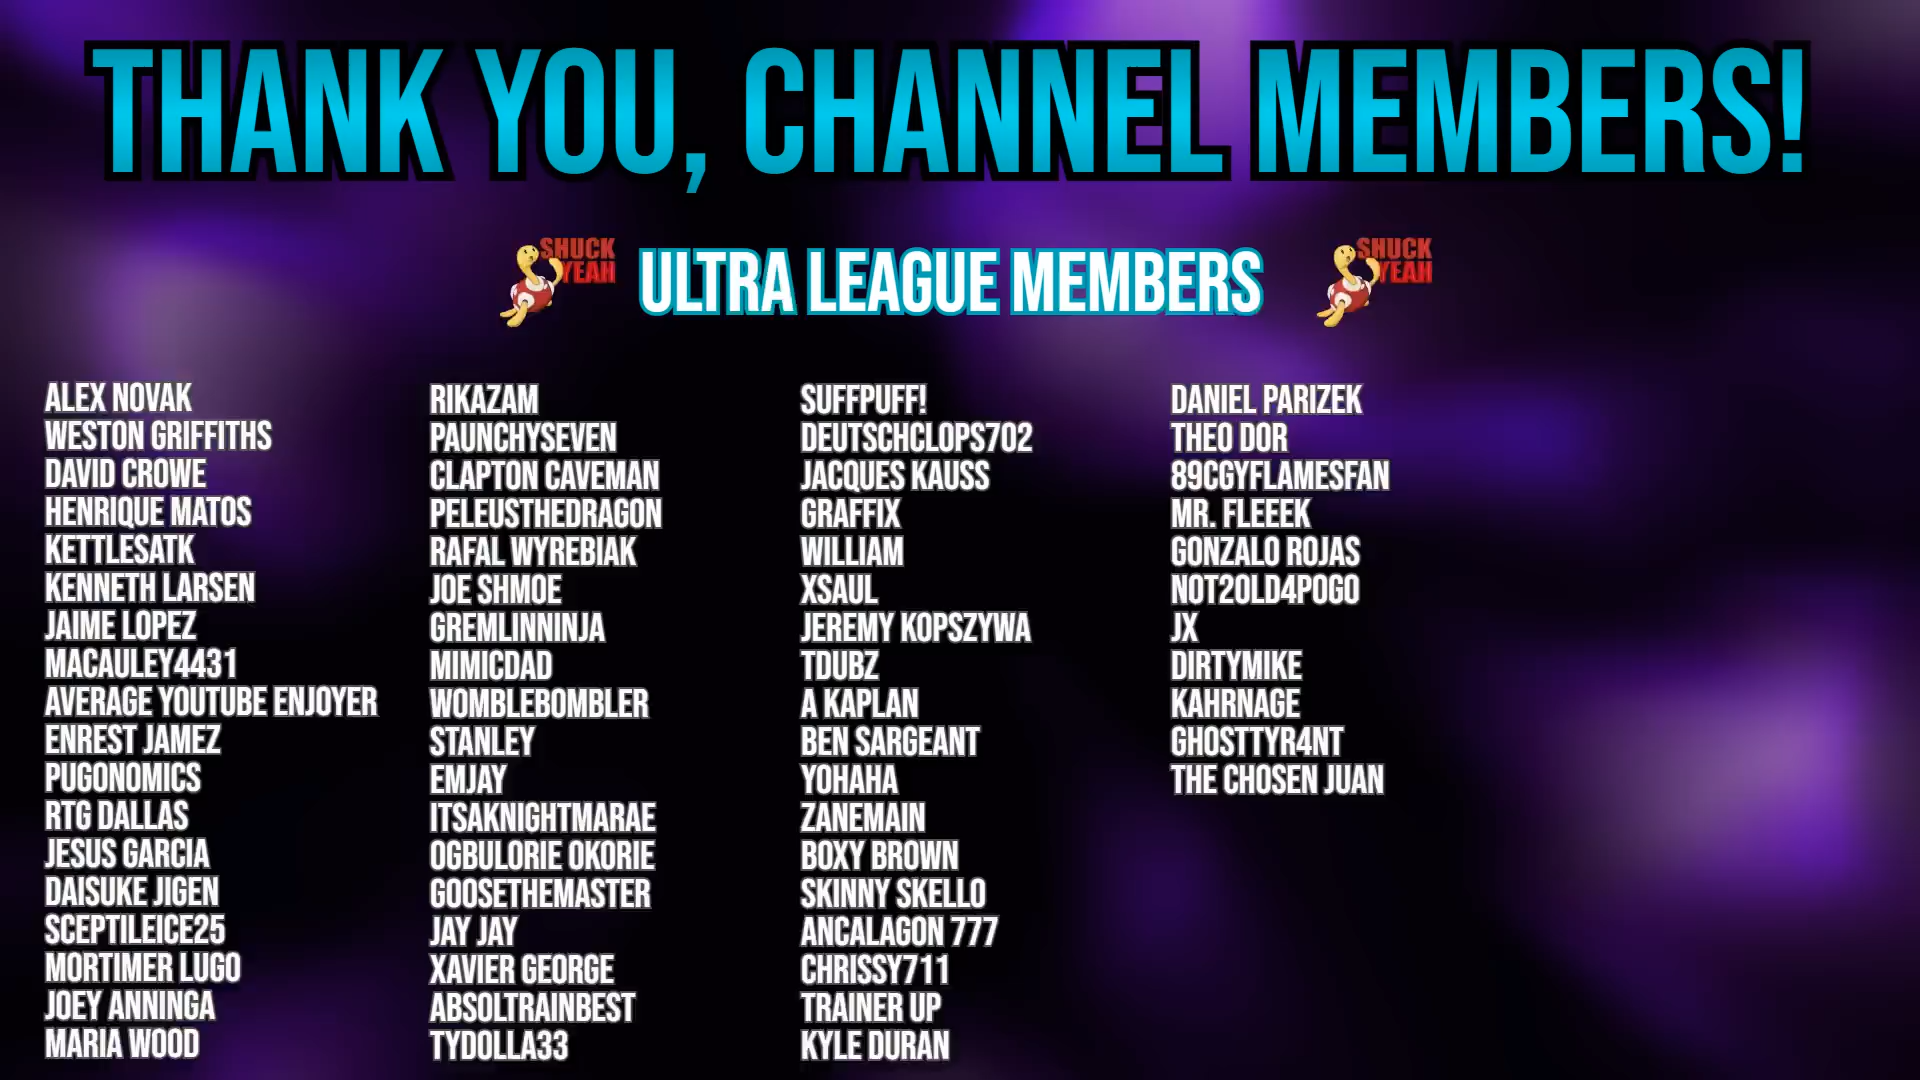 THANK YOU, CHANNEL MEMBERS!
SHUCK
YEAH
ULTRA LEAGUE MEMBERS
SHUCK
YEAH
ALEX NOVAK
WESTON GRIFFITHS
DAVID CROWE
HENRIQUE MATOS
KETTLESATK
KENNETH LARSEN
JAIME LOPEZ
MACAULEY4431
AVERAGE YOUTUBE ENJOYER
ENREST JAMEZ
PUGONOMICS
RTG DALLAS
JESUS GARCIA
DAISUKE JIGEN
SCEPTILEICE25
MORTIMER LUGO
JOEY ANNINGA
MARIA WOOD
RIKAZAM
PAUNCHYSEVEN
CLAPTON CAVEMAN
PELEUSTHEDRAGON
RAFAL WYREBIAK
JOE SHMOE
GREMLINNINJA
MIMICDAD
WOMBLEBOMBLER
STANLEY
EMJAY
ITSAKNIGHTMARAE
OGBULORIE OKORIE
GOOSETHEMASTER
JAY JAY
XAVIER GEORGE
ABSOLTRAINBEST
TYDOLLA33
SUFFPUFF!
DEUTSCHCLOPS702
JACQUES KAUSS
GRAFFIX
WILLIAM
XSAUL
JEREMY KOPSZYWA
TDUBZ
A KAPLAN
BEN SARGEANT
YOHAHA
ZANEMAIN
BOXY BROWN
SKINNY SKELLO
ANCALAGON 777
CHRISSY711
TRAINER UP
KYLE DURAN
DANIEL PARIZEK
THEO DOR
89CGYFLAMESFAN
MR. FLEEEK
GONZALO ROJAS
NOT2OLD4POGO
JX
DIRTYMIKE
KAHRNAGE
GHOSTTYR4NT
THE CHOSEN JUAN